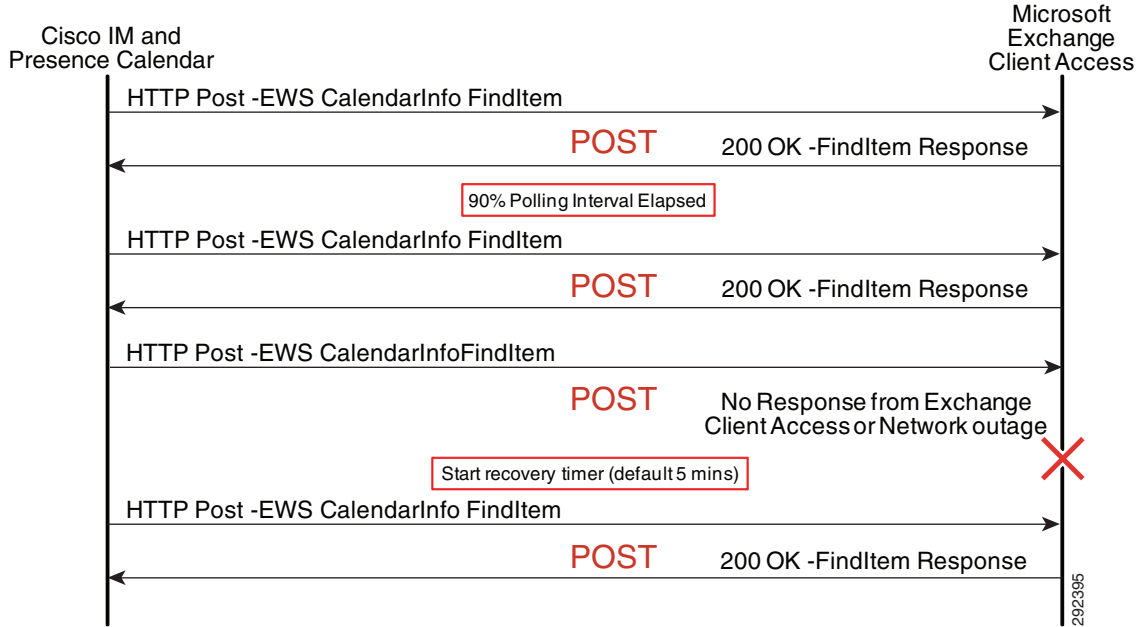 Cisco IM and
Presence Calendar
Microsoft
Exchange
Client Access
HTTP Post -EWS CalendarInfo FindItem
POST
200 OK -FindItem Response
90% Polling Interval Elapsed
HTTP Post -EWS CalendarInfo FindItem
POST
200 OK -FindItem Response
HTTP Post -EWS CalendarInfoFindItem
POST
No Response from Exchange
Client Access or Network outage
Start recovery timer (default 5 mins)
HTTP Post -EWS CalendarInfo FindItem
POST
200 OK -FindItem Response
292395